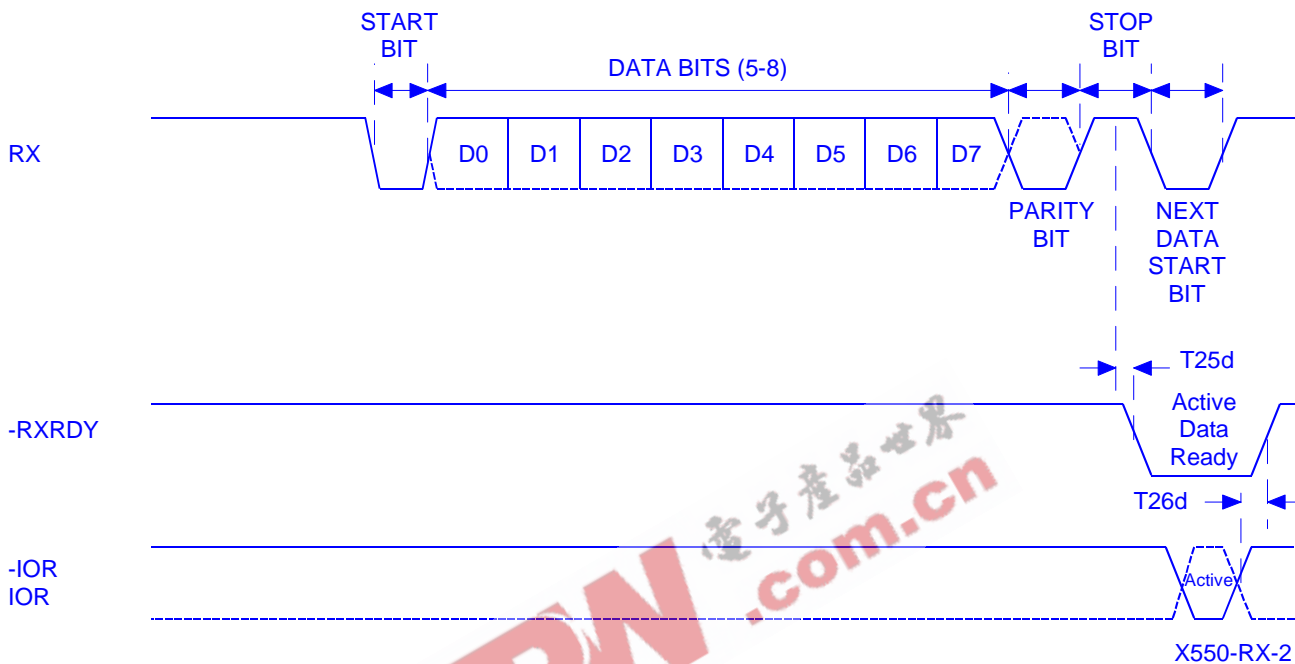 START
BIT
STOP
BIT
DATA BITS (5-8)
RX
D0 D1 D2 D3 D4 D5 D6 D7
PARITY
BIT
NEXT
DATA
START
BIT
T25d
-RXRDY
Active
Data
Ready
T26d
電子產品世界
.com.cn
-IOR
IOR
Active
X550-RX-2